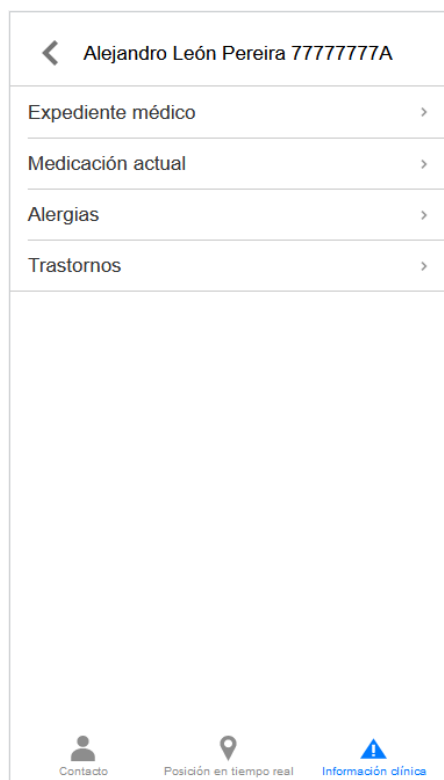 Alejandro León Pereira 77777777A
Expediente médico
Medicación actual
Alergias
Trastornos
Contacto
Posición en tiempo real
Información clínica